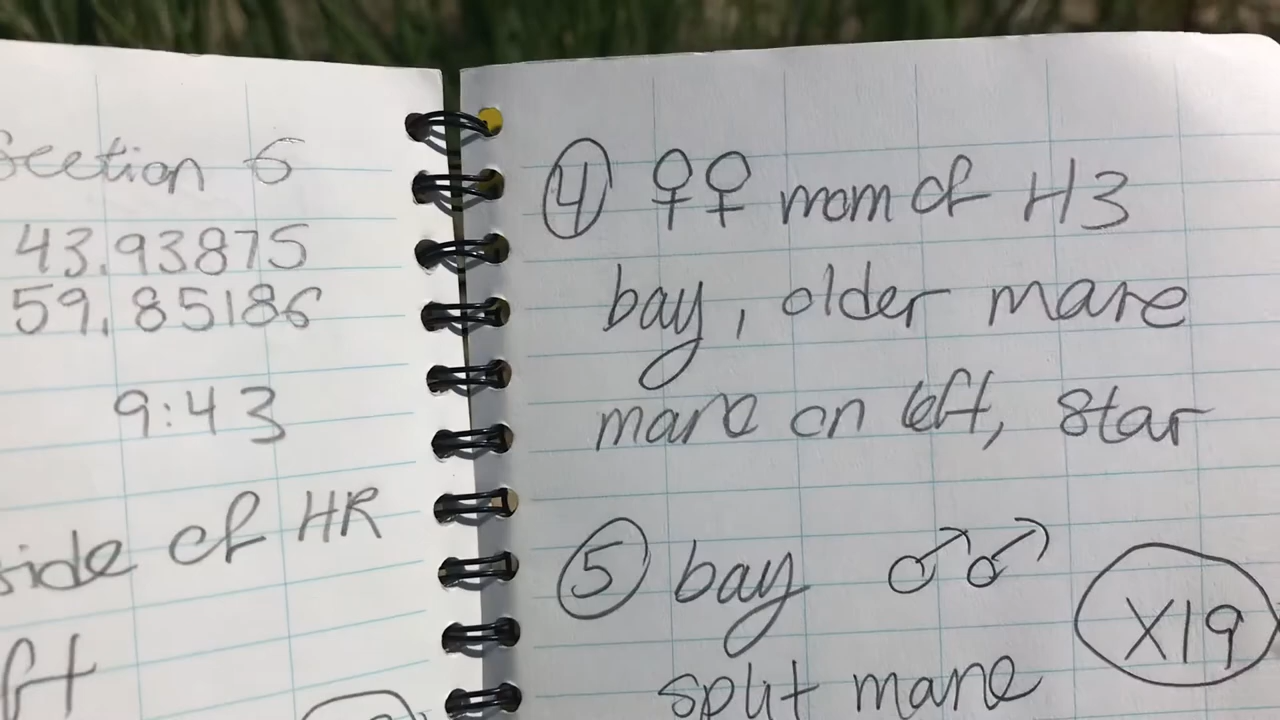 Section 6
43.93875
59.85186
9:43
side of HR
ft
④ ♀♀ mom of H3
bay, older mare
mane on left, star
⑤ bay ♂♂
X19
split mane